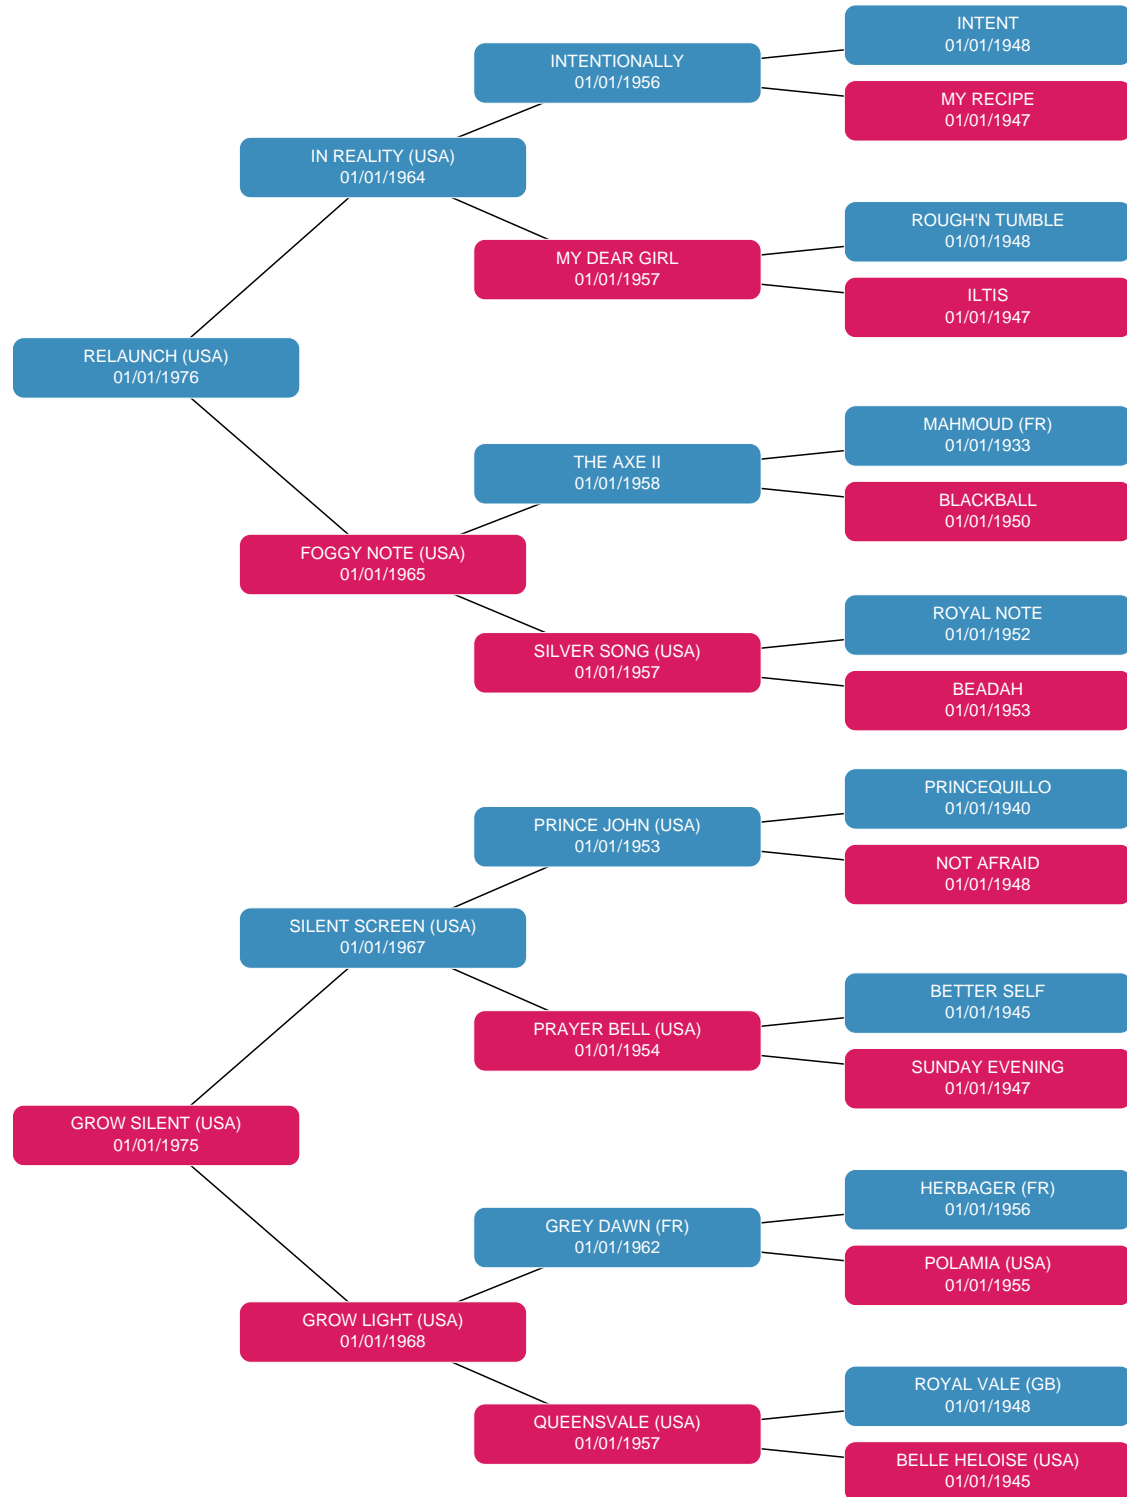 INTENT
01/01/1948
INTENTIONALLY
01/01/1956
MY RECIPE
01/01/1947
IN REALITY (USA)
01/01/1964
ROUGH'N TUMBLE
01/01/1948
MY DEAR GIRL
01/01/1957
ILTIS
01/01/1947
RELAUNCH (USA)
01/01/1976
MAHMOUD (FR)
01/01/1933
THE AXE II
01/01/1958
BLACKBALL
01/01/1950
FOGGY NOTE (USA)
01/01/1965
ROYAL NOTE
01/01/1952
SILVER SONG (USA)
01/01/1957
BEADAH
01/01/1953
PRINCEQUILLO
01/01/1940
PRINCE JOHN (USA)
01/01/1953
NOT AFRAID
01/01/1948
SILENT SCREEN (USA)
01/01/1967
BETTER SELF
01/01/1945
PRAYER BELL (USA)
01/01/1954
SUNDAY EVENING
01/01/1947
GROW SILENT (USA)
01/01/1975
HERBAGER (FR)
01/01/1956
GREY DAWN (FR)
01/01/1962
POLAMIA (USA)
01/01/1955
GROW LIGHT (USA)
01/01/1968
ROYAL VALE (GB)
01/01/1948
QUEENSVALE (USA)
01/01/1957
BELLE HELOISE (USA)
01/01/1945